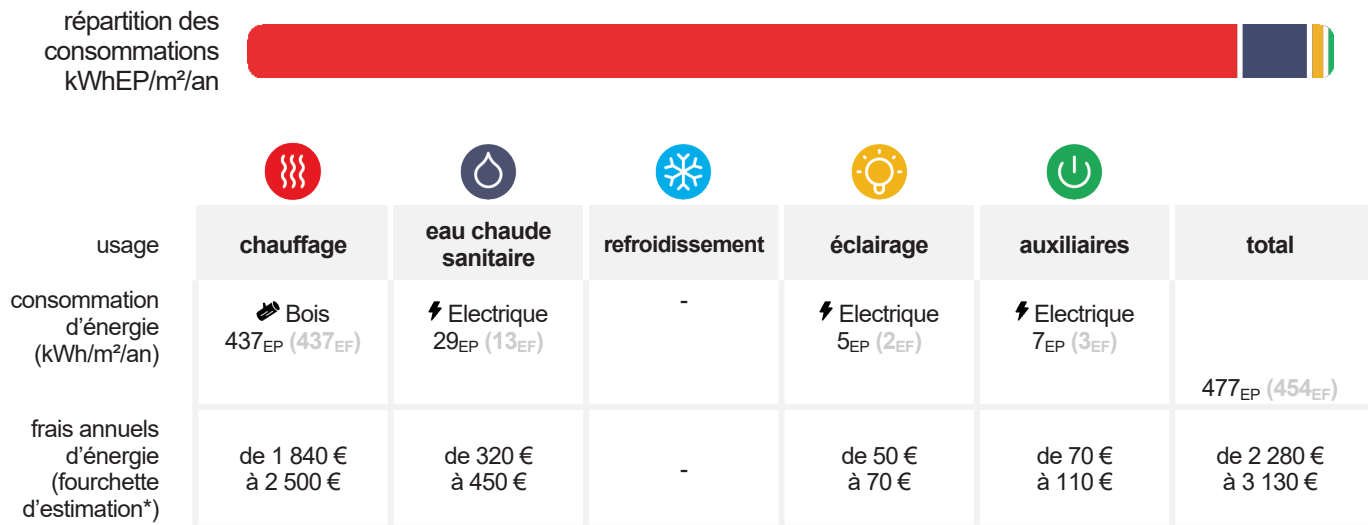 répartition des
consommations
kWhEP/m²/an
usage
chauffage
eau chaude
sanitaire
refroidissement
éclairage
auxiliaires
total
consommation
d'énergie
(kWh/m²/an)
Bois
437EP (437EF)
Electrique
29EP (13EF)
-
Electrique
5EP (2EF)
Electrique
7EP (3EF)
477EP (454EF)
frais annuels
d'énergie
(fourchette
d'estimation*)
de 1 840 €
à 2 500 €
de 320 €
à 450 €
-
de 50 €
à 70 €
de 70 €
à 110 €
de 2 280 €
à 3 130 €